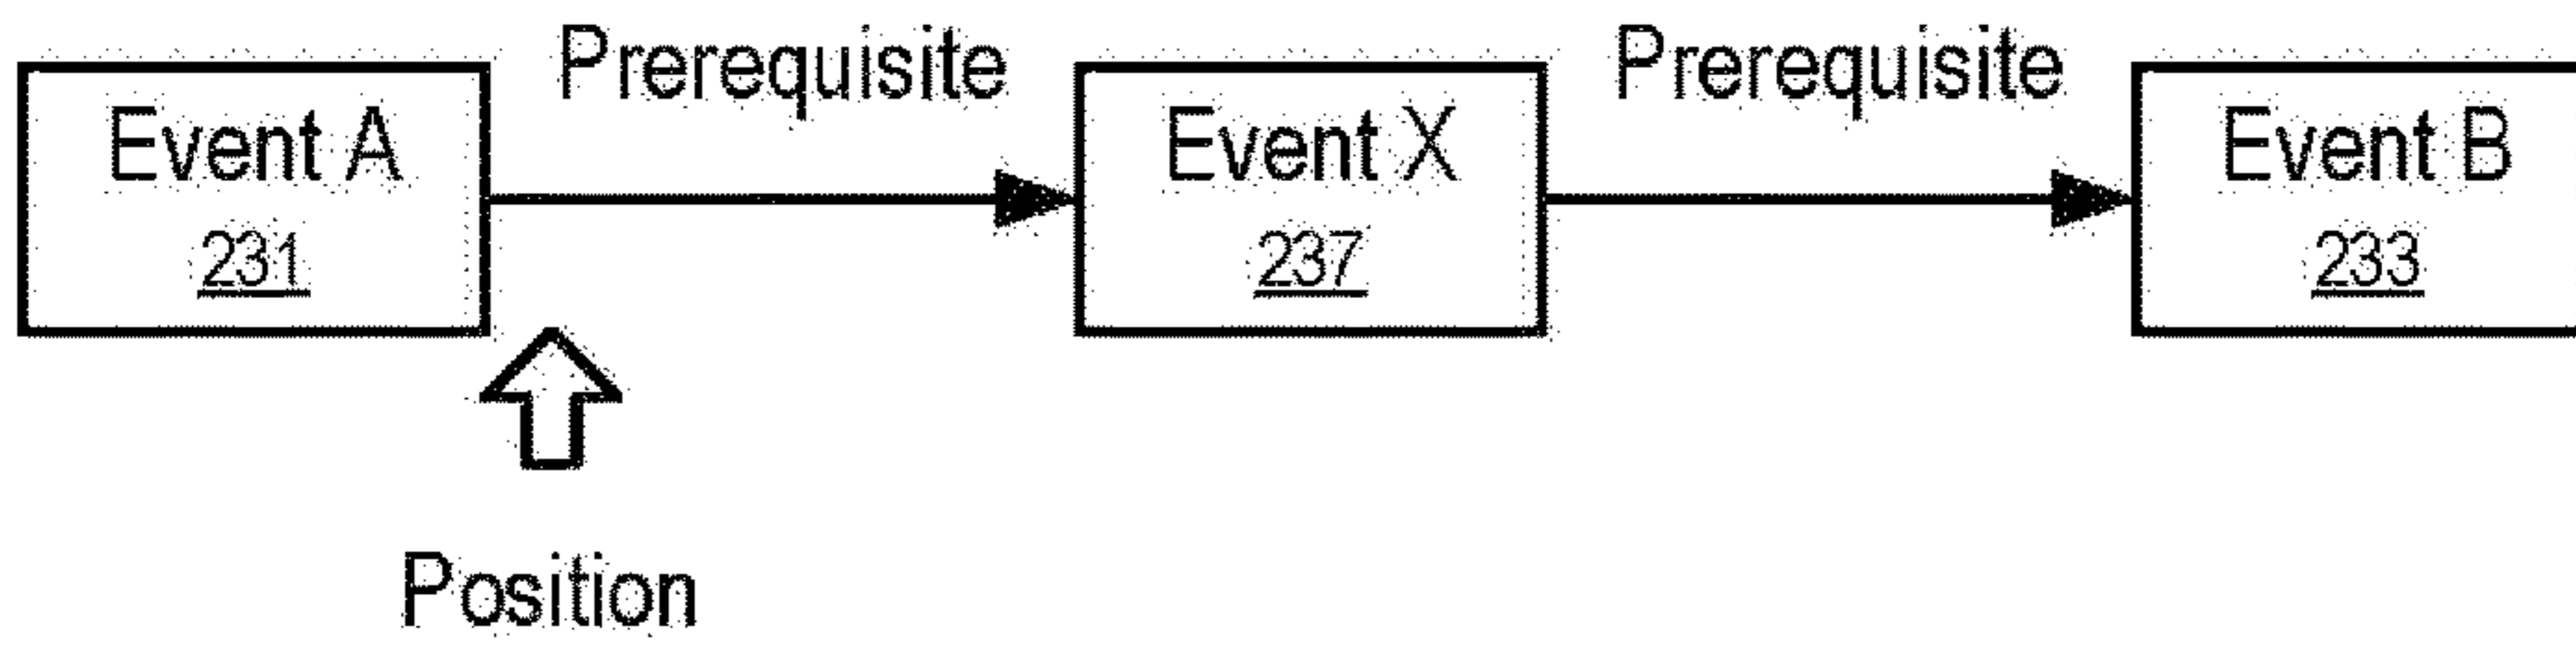 Prerequisite Prerequisite
Event A Event X Event B
231 237 233
Position